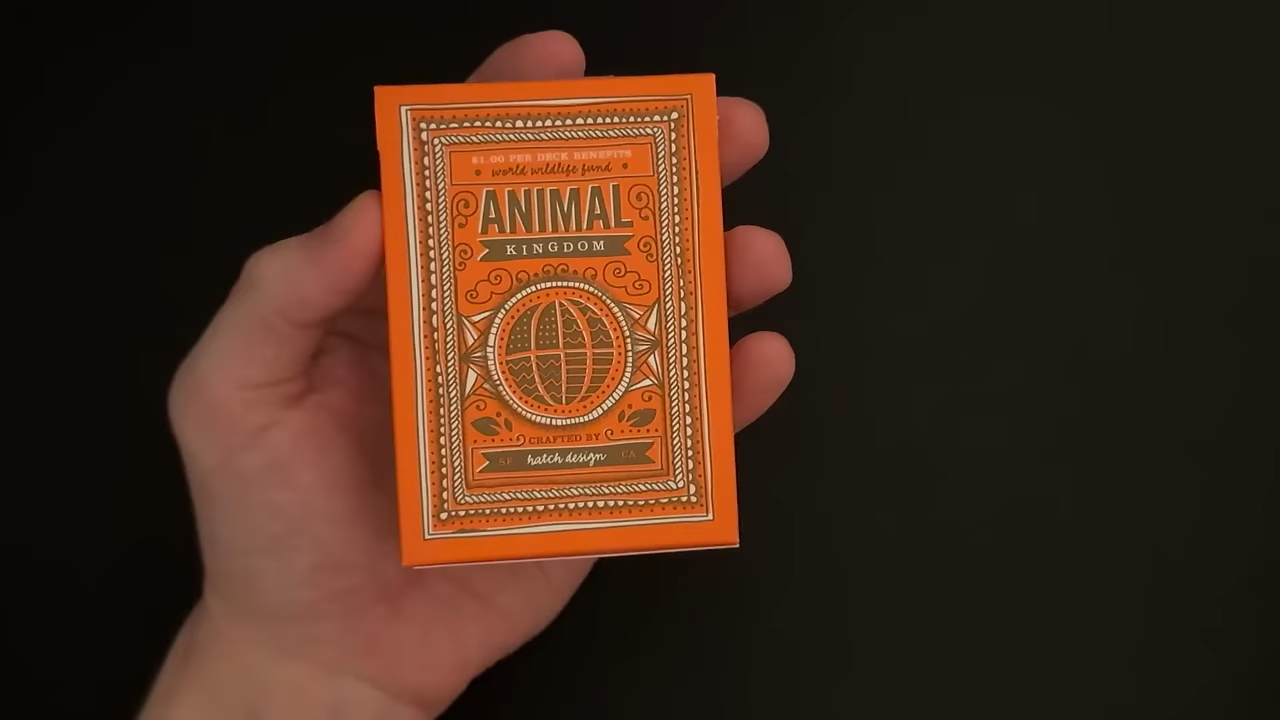 $1.00 PER DECK BENEFITS
world wildlife fund
ANIMAL
KINGDOM
CRAFTED BY
SF hatch design CA